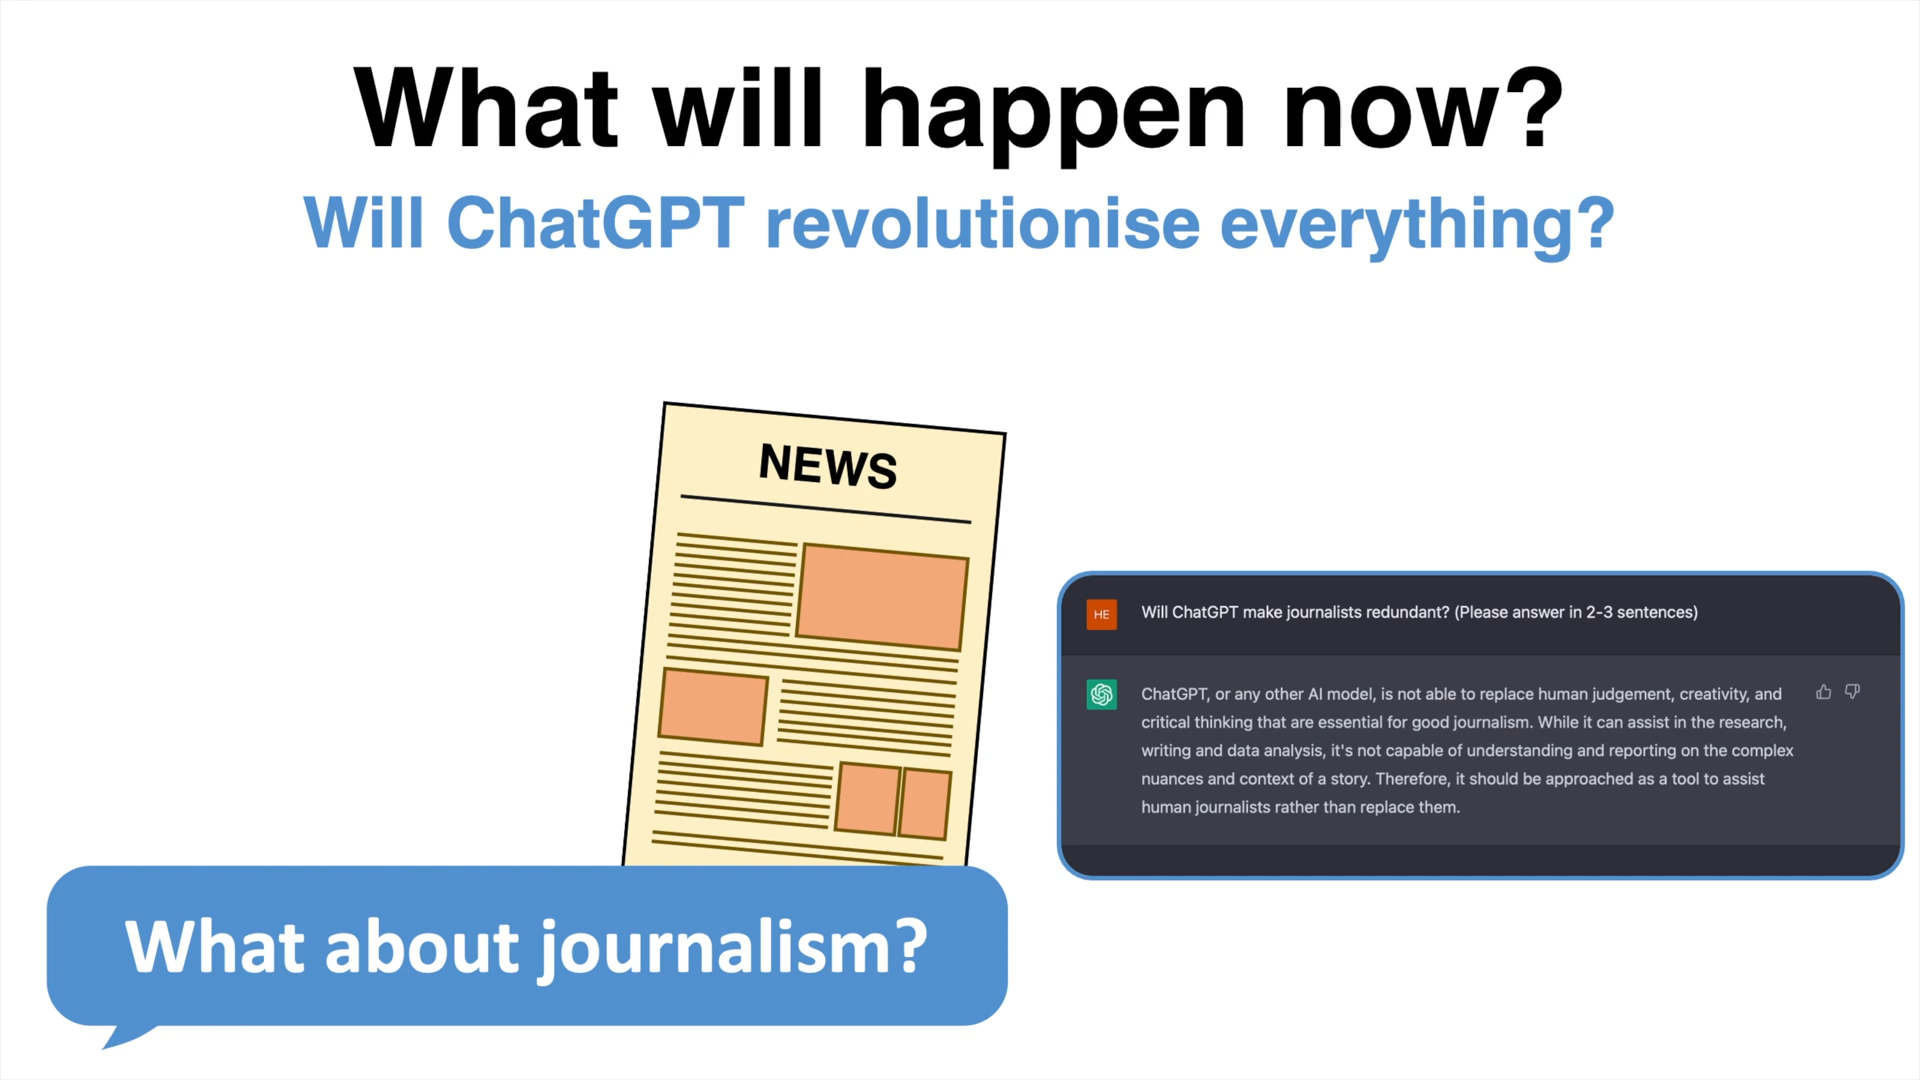 What will happen now?
Will ChatGPT revolutionise everything?
NEWS
HE
Will ChatGPT make journalists redundant? (Please answer in 2-3 sentences)
ChatGPT, or any other AI model, is not able to replace human judgement, creativity, and
critical thinking that are essential for good journalism. While it can assist in the research,
writing and data analysis, it's not capable of understanding and reporting on the complex
nuances and context of a story. Therefore, it should be approached as a tool to assist
human journalists rather than replace them.
What about journalism?